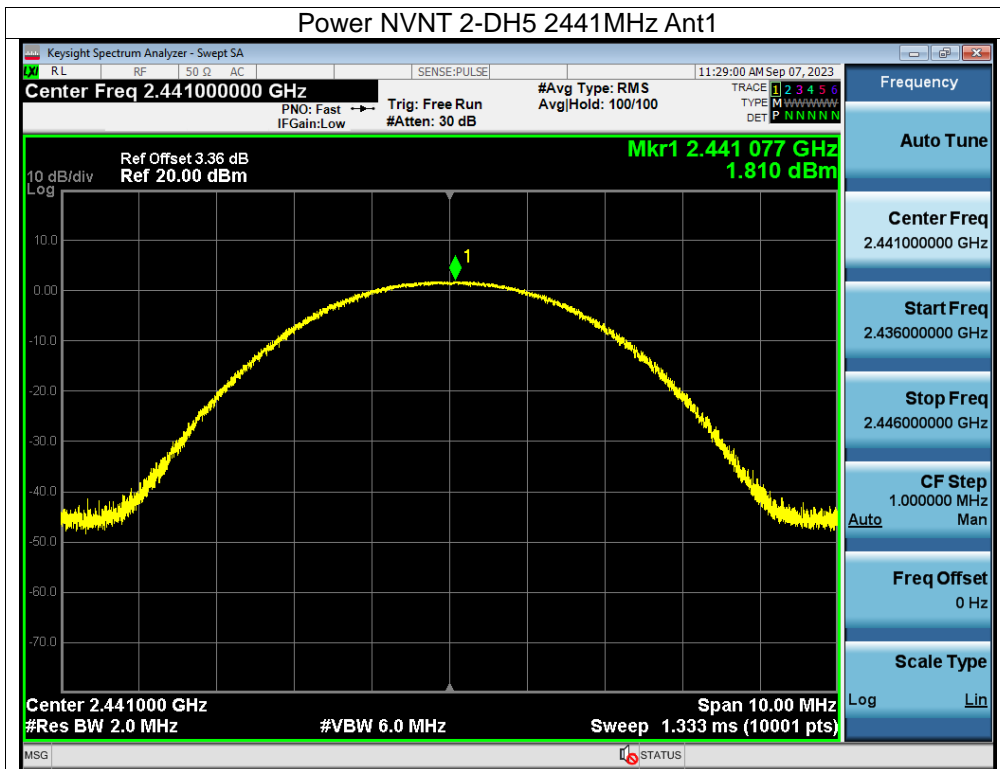 Power NVNT 2-DH5 2441MHz Ant1
Keysight Spectrum Analyzer - Swept SA
LXI RL RF 50 Ω AC SENSE:PULSE 11:29:00 AM Sep 07, 2023
Center Freq 2.441000000 GHz
PNO: Fast
IFGain:Low
Trig: Free Run
#Atten: 30 dB
#Avg Type: RMS
Avg|Hold: 100/100
TRACE 1 2 3 4 5 6
TYPE M WWWWW
DET P N N N N N
Frequency
Mkr1 2.441 077 GHz
1.810 dBm
Ref Offset 3.36 dB
10 dB/div Ref 20.00 dBm
Log
10.0
0.00
-10.0
-20.0
-30.0
-40.0
-50.0
-60.0
-70.0
1
Center 2.441000 GHz Span 10.00 MHz
#Res BW 2.0 MHz #VBW 6.0 MHz Sweep 1.333 ms (10001 pts)
Auto Tune
Center Freq
2.441000000 GHz
Start Freq
2.436000000 GHz
Stop Freq
2.446000000 GHz
CF Step
1.000000 MHz
Auto Man
Freq Offset
0 Hz
Scale Type
Log Lin
MSG STATUS